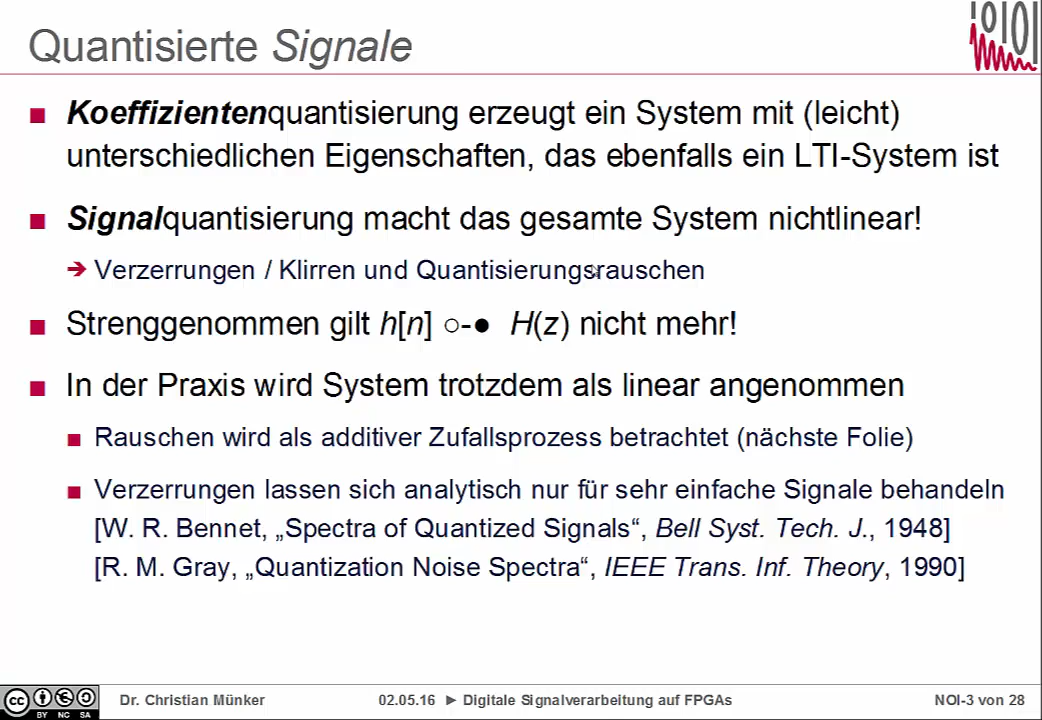 Quantisierte Signale
Koeffizientenquantisierung erzeugt ein System mit (leicht)
unterschiedlichen Eigenschaften, das ebenfalls ein LTI-System ist
Signalquantisierung macht das gesamte System nichtlinear!
➔ Verzerrungen / Klirren und Quantisierungsrauschen
Strenggenommen gilt h[n] ○-● H(z) nicht mehr!
In der Praxis wird System trotzdem als linear angenommen
Rauschen wird als additiver Zufallsprozess betrachtet (nächste Folie)
Verzerrungen lassen sich analytisch nur für sehr einfache Signale behandeln
[W. R. Bennet, „Spectra of Quantized Signals“, Bell Syst. Tech. J., 1948]
[R. M. Gray, „Quantization Noise Spectra“, IEEE Trans. Inf. Theory, 1990]
cc BY NC SA
Dr. Christian Münker
02.05.16 ► Digitale Signalverarbeitung auf FPGAs
NOI-3 von 28